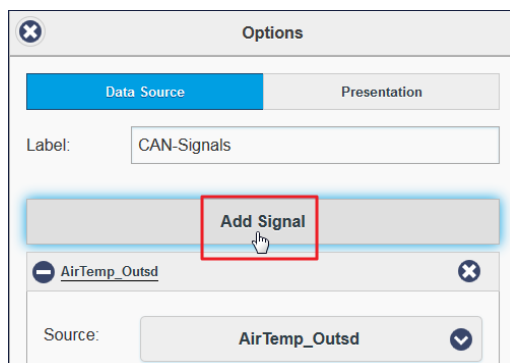 Options
Data Source Presentation
Label: CAN-Signals
Add Signal
AirTemp_Outsd
Source: AirTemp_Outsd